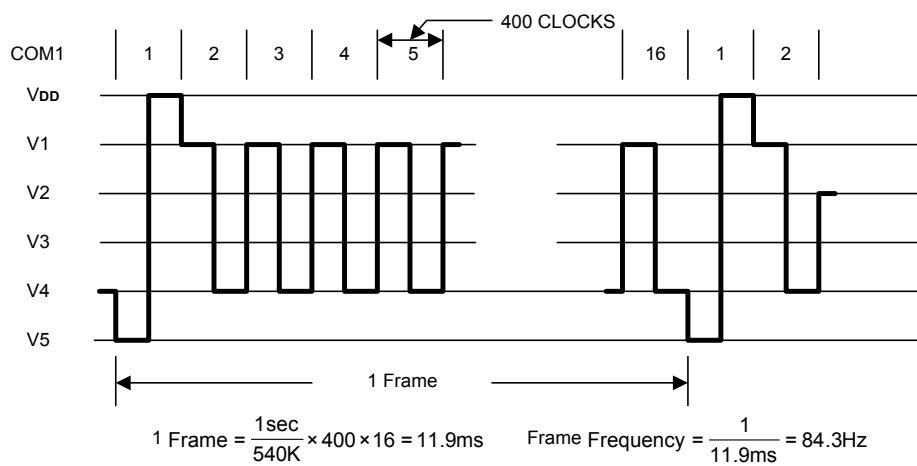 400 CLOCKS
COM1 1 2 3 4 5 16 1 2
VDD
V1
V2
V3
V4
V5
1 Frame
1 Frame = 1sec / 540K × 400 × 16 = 11.9ms Frame Frequency = 1 / 11.9ms = 84.3Hz